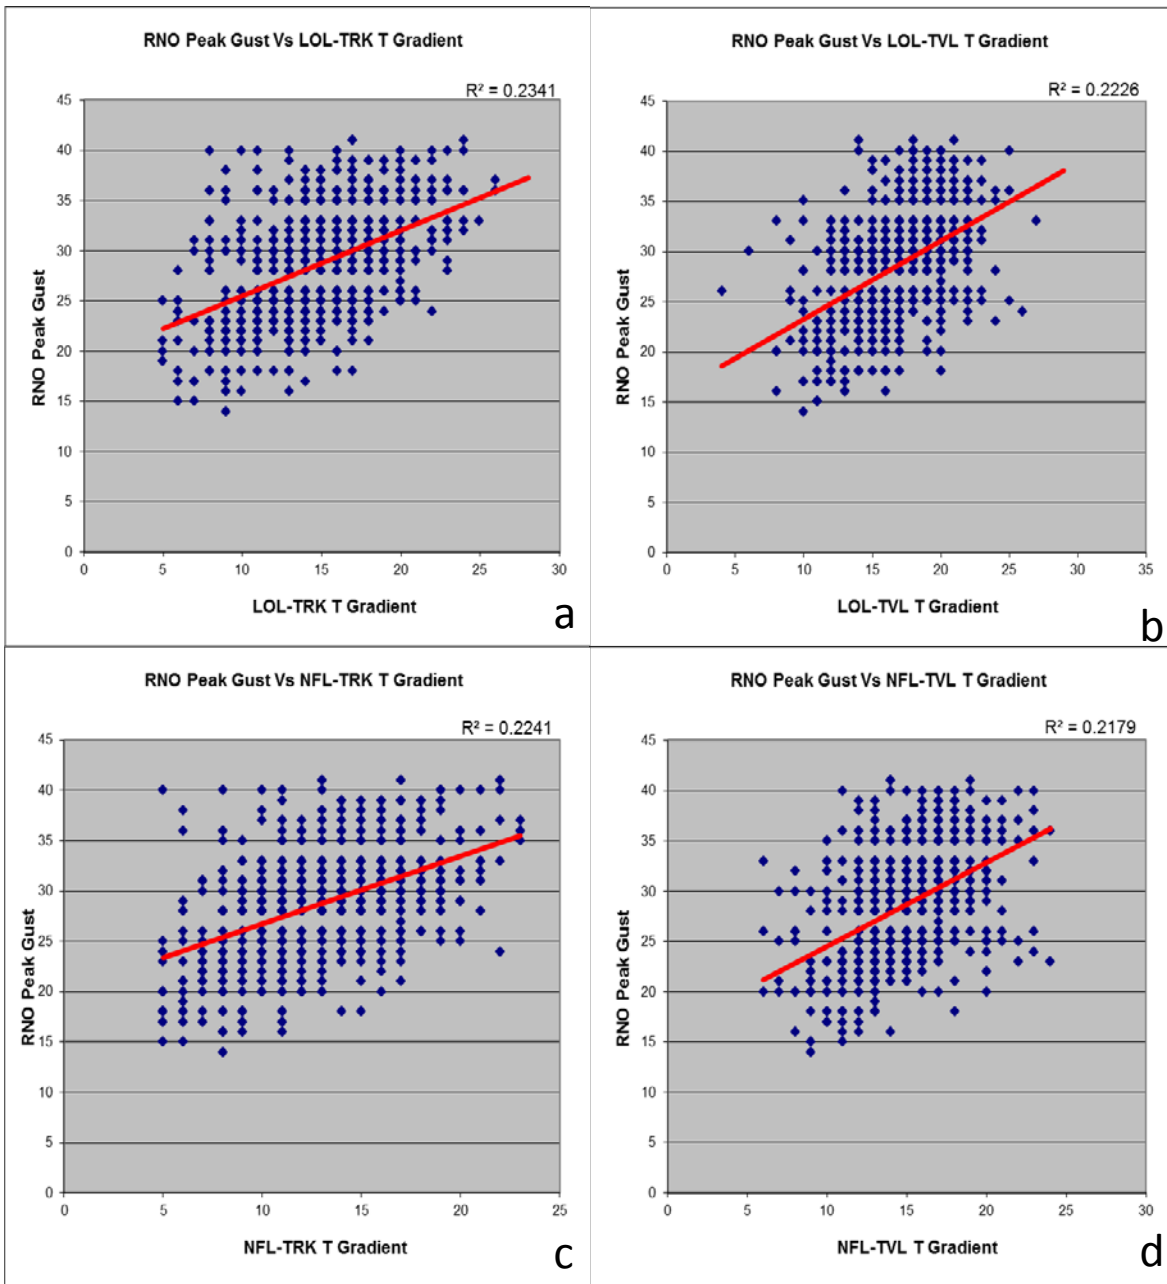 RNO Peak Gust Vs LOL-TRK T Gradient
R² = 0.2341
45
40
35
30
25
20
15
10
5
0
RNO Peak Gust
0 5 10 15 20 25 30
LOL-TRK T Gradient
a
RNO Peak Gust Vs LOL-TVL T Gradient
R² = 0.2226
45
40
35
30
25
20
15
10
5
0
RNO Peak Gust
0 5 10 15 20 25 30 35
LOL-TVL T Gradient
b
RNO Peak Gust Vs NFL-TRK T Gradient
R² = 0.2241
45
40
35
30
25
20
15
10
5
0
RNO Peak Gust
0 5 10 15 20 25
NFL-TRK T Gradient
c
RNO Peak Gust Vs NFL-TVL T Gradient
R² = 0.2179
45
40
35
30
25
20
15
10
5
0
RNO Peak Gust
0 5 10 15 20 25 30
NFL-TVL T Gradient
d